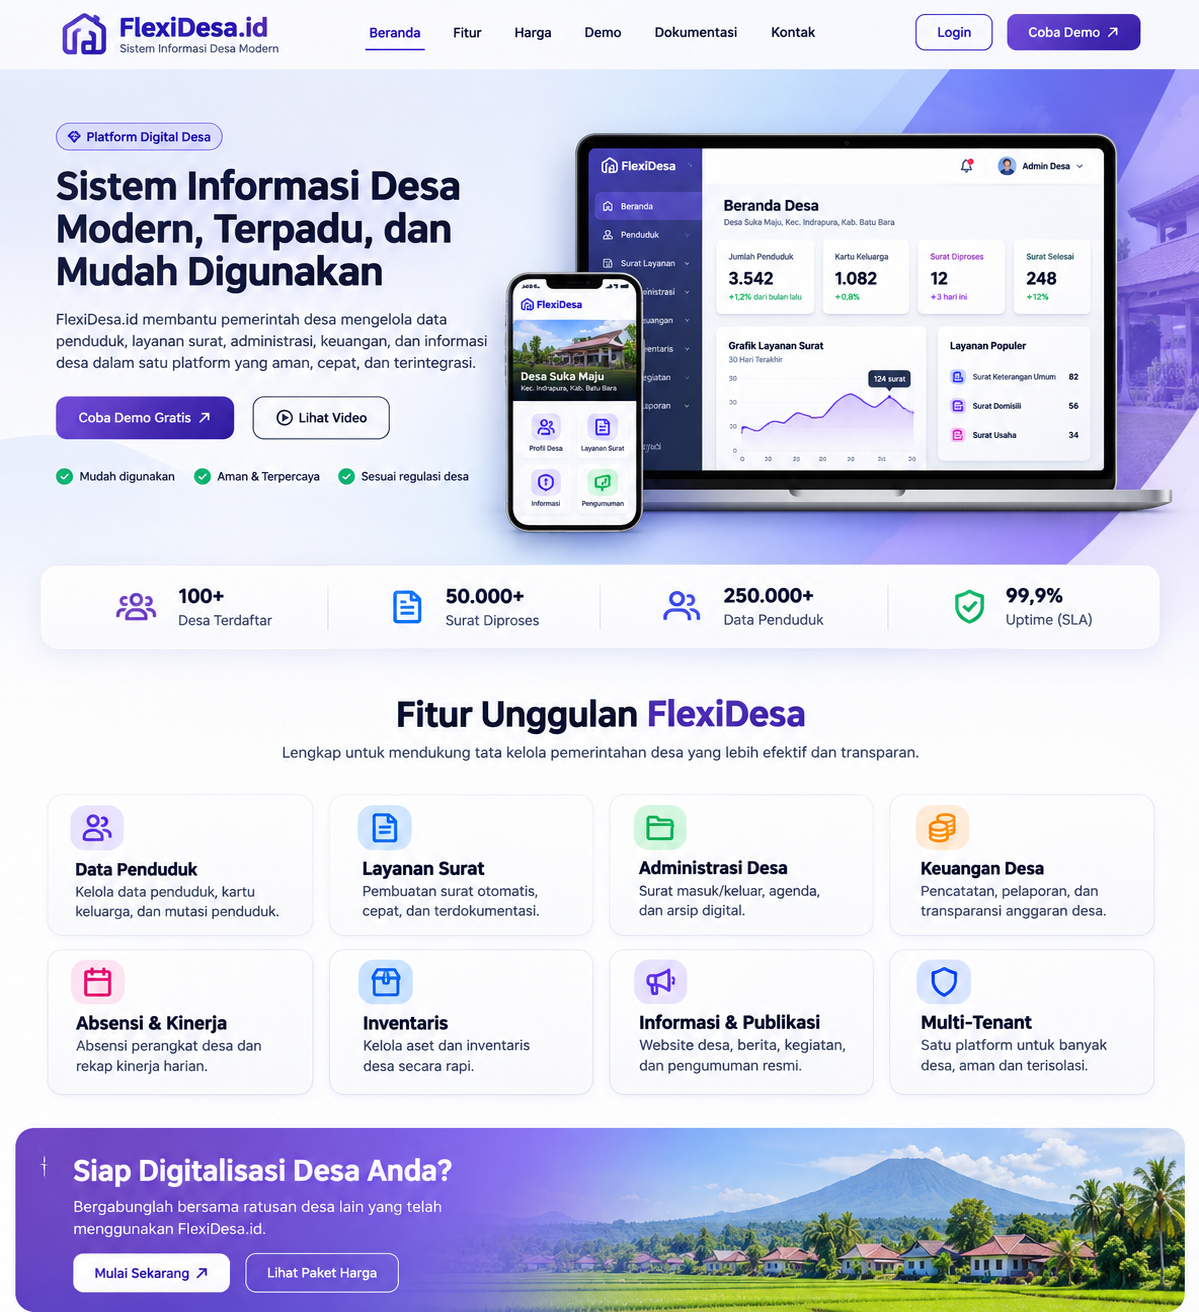 FlexiDesa.id
Sistem Informasi Desa Modern
Beranda
Fitur
Harga
Demo
Dokumentasi
Kontak
Login
Coba Demo
Platform Digital Desa
Sistem Informasi Desa
Modern, Terpadu, dan
Mudah Digunakan
FlexiDesa.id membantu pemerintah desa mengelola data
penduduk, layanan surat, administrasi, keuangan, dan informasi
desa dalam satu platform yang aman, cepat, dan terintegrasi.
Coba Demo Gratis
Lihat Video
Mudah digunakan
Aman & Terpercaya
Sesuai regulasi desa
FlexiDesa
Admin Desa
Beranda
Penduduk
Surat Layanan
Beranda Desa
Desa Suka Maju, Kec. Indrapura, Kab. Batu Bara
Jumlah Penduduk
3.542
+1,2% dari bulan lalu
Kartu Keluarga
1.082
+0,8%
Surat Diproses
12
+3 hari ini
Surat Selesai
248
+12%
Grafik Layanan Surat
30 Hari Terakhir
124 surat
Layanan Populer
Surat Keterangan Umum 82
Surat Domisili 56
Surat Usaha 34
FlexiDesa
Desa Suka Maju
Kec. Indrapura, Kab. Batu Bara
Profil Desa
Layanan Surat
Informasi
Pengumuman
100+
Desa Terdaftar
50.000+
Surat Diproses
250.000+
Data Penduduk
99,9%
Uptime (SLA)
Fitur Unggulan FlexiDesa
Lengkap untuk mendukung tata kelola pemerintahan desa yang lebih efektif dan transparan.
Data Penduduk
Kelola data penduduk, kartu
keluarga, dan mutasi penduduk.
Layanan Surat
Pembuatan surat otomatis,
cepat, dan terdokumentasi.
Administrasi Desa
Surat masuk/keluar, agenda,
dan arsip digital.
Keuangan Desa
Pencatatan, pelaporan, dan
transparansi anggaran desa.
Absensi & Kinerja
Absensi perangkat desa dan
rekap kinerja harian.
Inventaris
Kelola aset dan inventaris
desa secara rapi.
Informasi & Publikasi
Website desa, berita, kegiatan,
dan pengumuman resmi.
Multi-Tenant
Satu platform untuk banyak
desa, aman dan terisolasi.
Siap Digitalisasi Desa Anda?
Bergabunglah bersama ratusan desa lain yang telah
menggunakan FlexiDesa.id.
Mulai Sekarang
Lihat Paket Harga